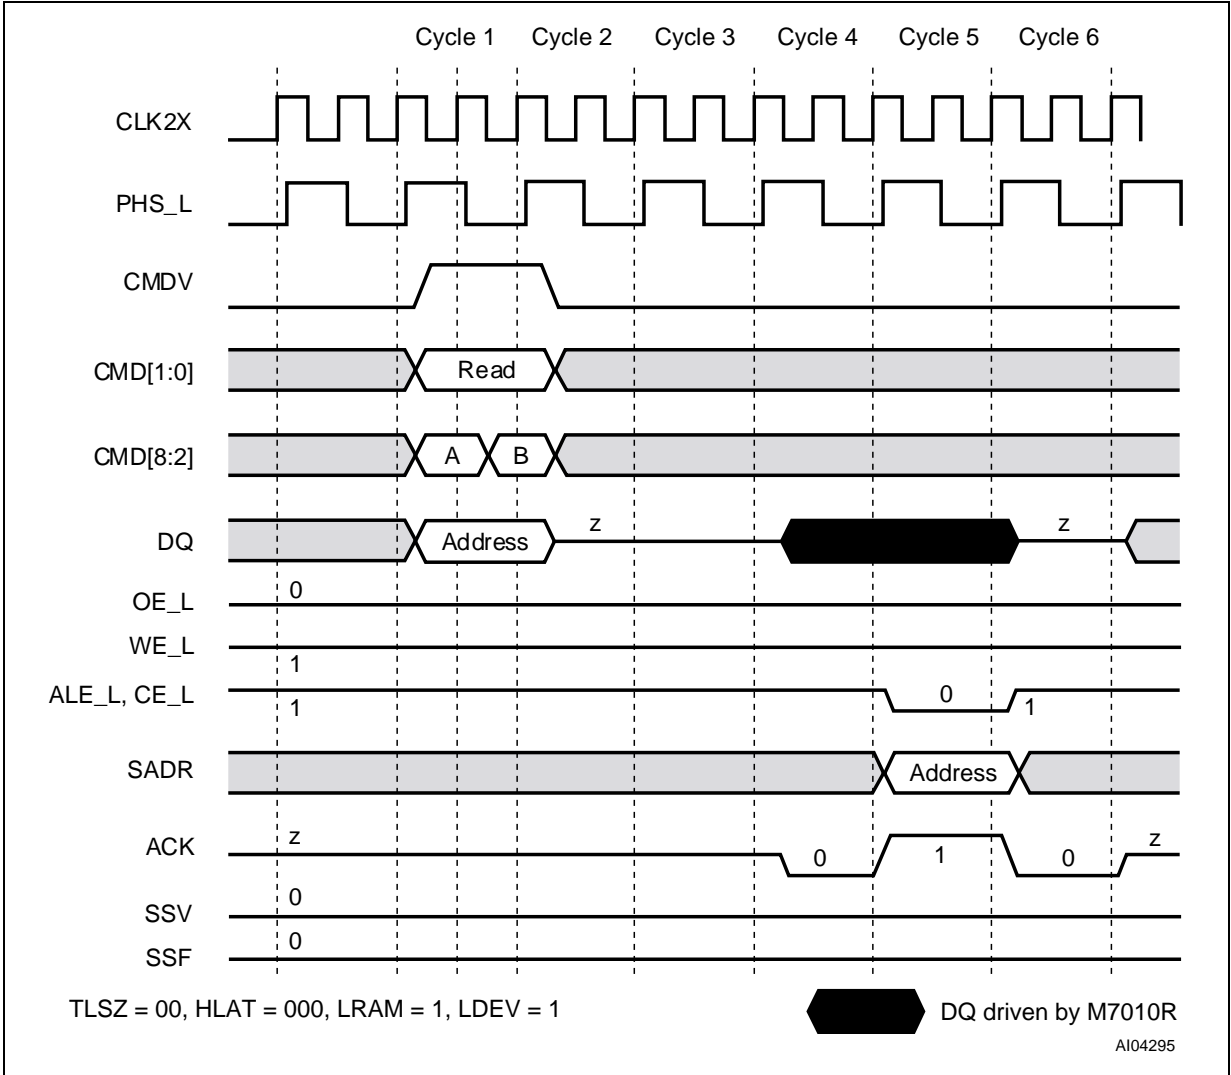 Cycle 1 Cycle 2 Cycle 3 Cycle 4 Cycle 5 Cycle 6
CLK2X
PHS_L
CMDV
CMD[1:0] Read
CMD[8:2] A B
DQ Address z z
OE_L 0
WE_L 1
ALE_L, CE_L 1 0 1
SADR Address
ACK z 0 1 0 z
SSV 0
SSF 0
TLSZ = 00, HLAT = 000, LRAM = 1, LDEV = 1 DQ driven by M7010R
AI04295